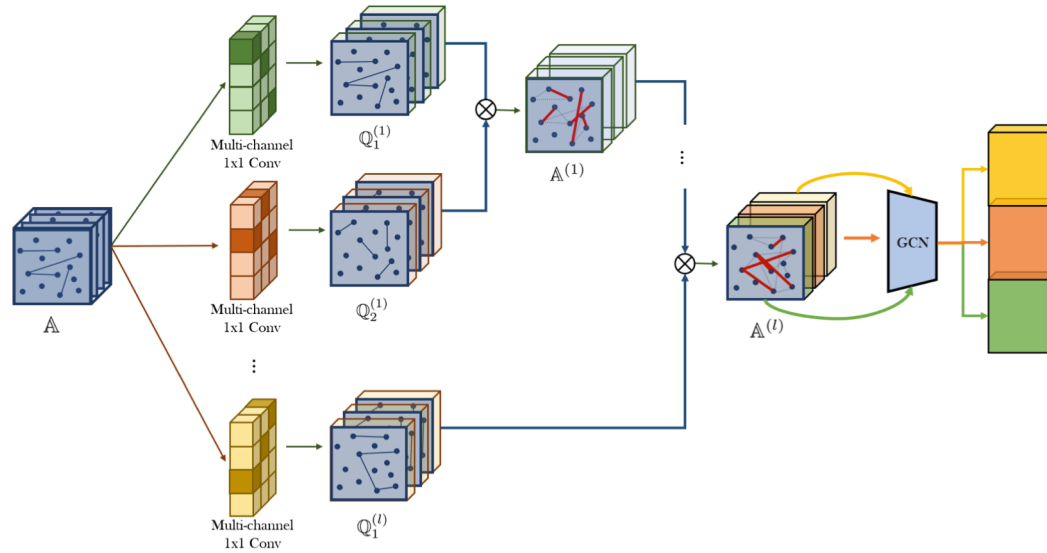 Multi-channel
1x1 Conv
ℚ₁⁽¹⁾
𝔸⁽¹⁾
...
Multi-channel
1x1 Conv
ℚ₂⁽¹⁾
𝔸
GCN
𝔸⁽ˡ⁾
...
Multi-channel
1x1 Conv
ℚ₁⁽ˡ⁾